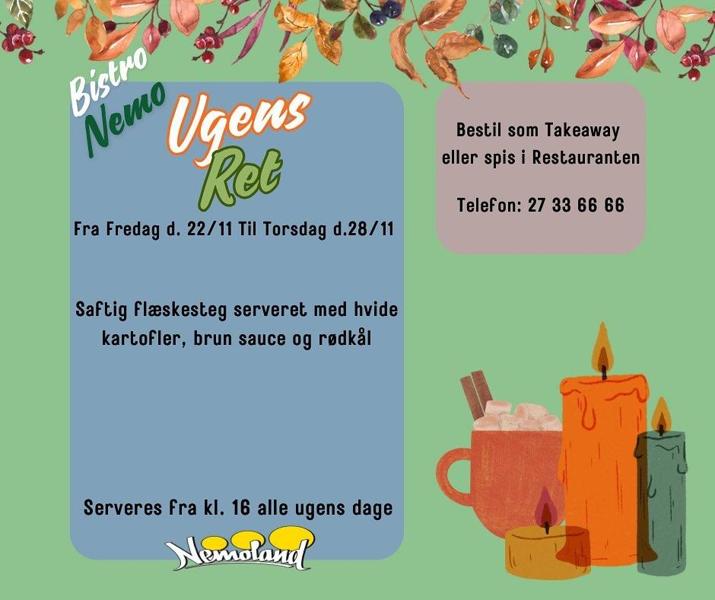 Bistro
Nemo
Ugens
Ret
Fra Fredag d. 22/11 Til Torsdag d.28/11
Saftig flæskesteg serveret med hvide
kartofler, brun sauce og rødkål
Serveres fra kl. 16 alle ugens dage
Nemoland
Bestil som Takeaway
eller spis i Restauranten
Telefon: 27 33 66 66